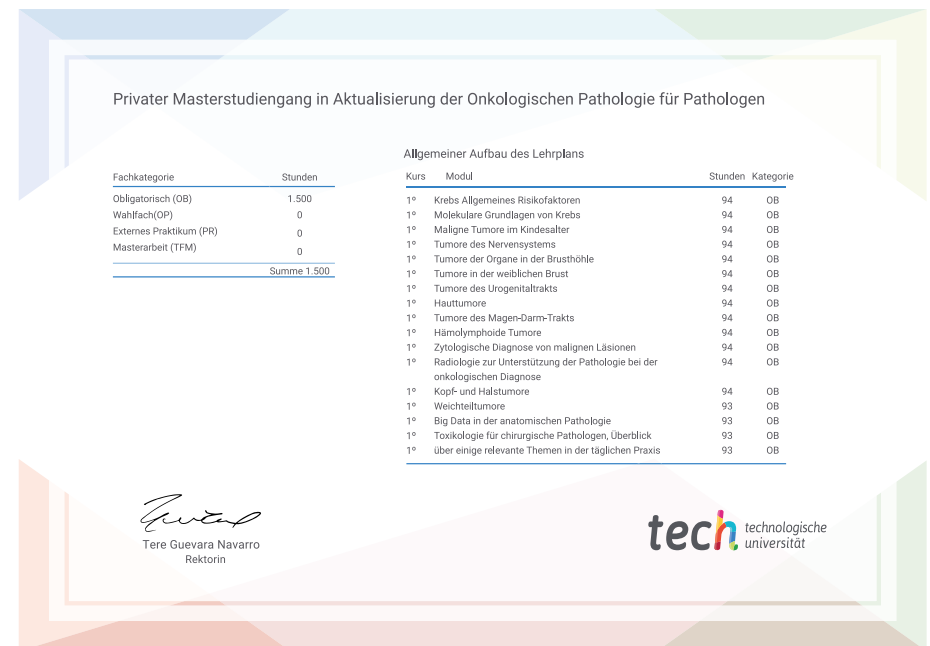 Privater Masterstudiengang in Aktualisierung der Onkologischen Pathologie für Pathologen
Fachkategorie Stunden
Obligatorisch (OB) 1.500
Wahlfach(OP) 0
Externes Praktikum (PR) 0
Masterarbeit (TFM) 0
Summe 1.500
Allgemeiner Aufbau des Lehrplans
Kurs Modul Stunden Kategorie
1º Krebs Allgemeines Risikofaktoren 94 OB
1º Molekulare Grundlagen von Krebs 94 OB
1º Maligne Tumore im Kindesalter 94 OB
1º Tumore des Nervensystems 94 OB
1º Tumore der Organe in der Brusthöhle 94 OB
1º Tumore in der weiblichen Brust 94 OB
1º Tumore des Urogenitaltrakts 94 OB
1º Hauttumore 94 OB
1º Tumore des Magen-Darm-Trakts 94 OB
1º Hämolymphoide Tumore 94 OB
1º Zytologische Diagnose von malignen Läsionen 94 OB
1º Radiologie zur Unterstützung der Pathologie bei der 94 OB
onkologischen Diagnose
1º Kopf- und Halstumore 94 OB
1º Weichteiltumore 93 OB
1º Big Data in der anatomischen Pathologie 93 OB
1º Toxikologie für chirurgische Pathologen, Überblick 93 OB
1º über einige relevante Themen in der täglichen Praxis 93 OB
Tere Guevara Navarro
Rektorin
tech technologische
universität